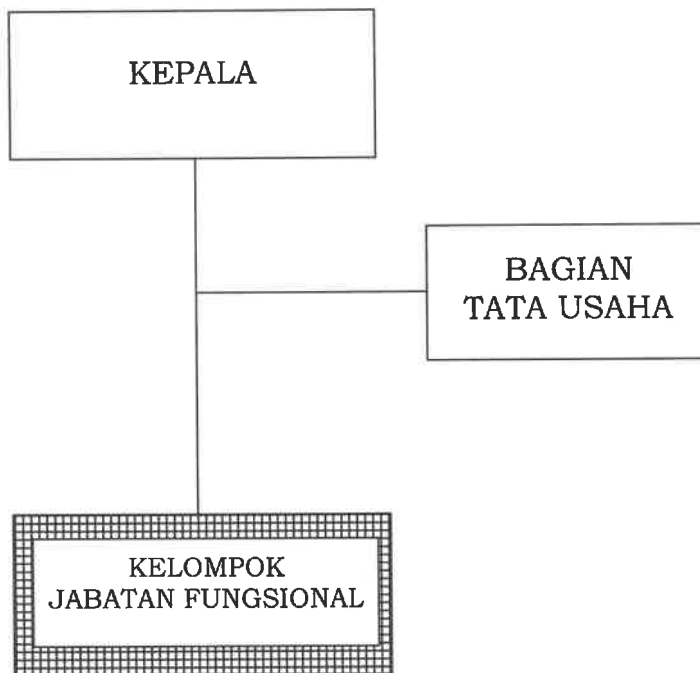 KEPALA
BAGIAN
TATA USAHA
KELOMPOK
JABATAN FUNGSIONAL